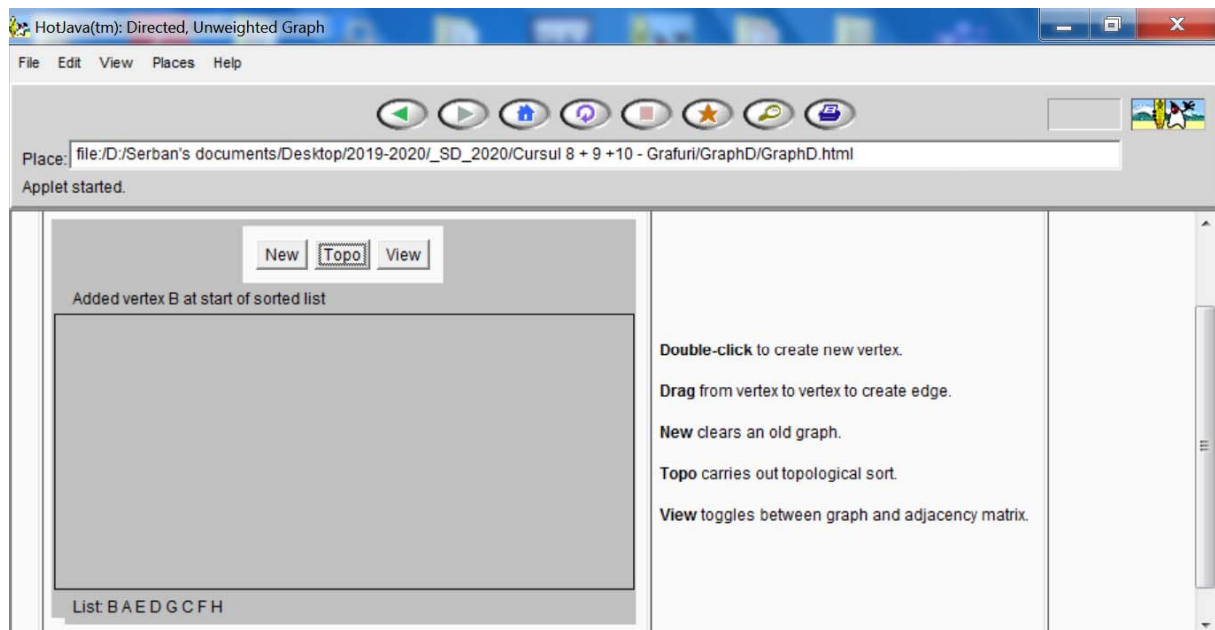 HotJava(tm): Directed, Unweighted Graph
File Edit View Places Help
Place: file:/D:/Serban's documents/Desktop/2019-2020/_SD_2020/Cursul 8 + 9 +10 - Grafuri/GraphD/GraphD.html
Applet started.
New Topo View
Added vertex B at start of sorted list
List: B A E D G C F H
Double-click to create new vertex.
Drag from vertex to vertex to create edge.
New clears an old graph.
Topo carries out topological sort.
View toggles between graph and adjacency matrix.